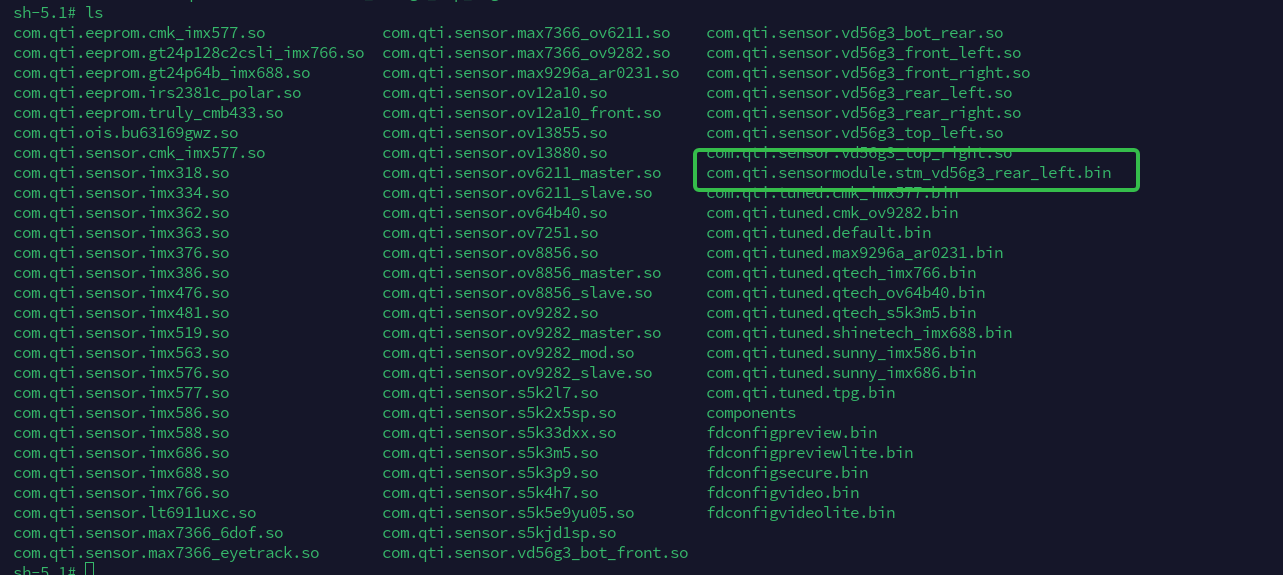 sh-5.1# ls
com.qti.eeprom.cmk_imx577.so com.qti.sensor.max7366_ov6211.so com.qti.sensor.vd56g3_bot_rear.so
com.qti.eeprom.gt24p128c2csli_imx766.so com.qti.sensor.max7366_ov9282.so com.qti.sensor.vd56g3_front_left.so
com.qti.eeprom.gt24p64b_imx688.so com.qti.sensor.max9296a_ar0231.so com.qti.sensor.vd56g3_front_right.so
com.qti.eeprom.irs2381c_polar.so com.qti.sensor.ov12a10.so com.qti.sensor.vd56g3_rear_left.so
com.qti.eeprom.truly_cmb433.so com.qti.sensor.ov12a10_front.so com.qti.sensor.vd56g3_rear_right.so
com.qti.ois.bu63169gwz.so com.qti.sensor.ov13855.so com.qti.sensor.vd56g3_top_left.so
com.qti.sensor.cmk_imx577.so com.qti.sensor.ov13880.so com.qti.sensor.vd56g3_top_right.so
com.qti.sensor.imx318.so com.qti.sensor.ov6211_master.so com.qti.sensormodule.stm_vd56g3_rear_left.bin
com.qti.sensor.imx334.so com.qti.sensor.ov6211_slave.so com.qti.tuned.cmk_imx577.bin
com.qti.sensor.imx362.so com.qti.sensor.ov64b40.so com.qti.tuned.cmk_ov9282.bin
com.qti.sensor.imx363.so com.qti.sensor.ov7251.so com.qti.tuned.default.bin
com.qti.sensor.imx376.so com.qti.sensor.ov8856.so com.qti.tuned.max9296a_ar0231.bin
com.qti.sensor.imx386.so com.qti.sensor.ov8856_master.so com.qti.tuned.qtech_imx766.bin
com.qti.sensor.imx476.so com.qti.sensor.ov8856_slave.so com.qti.tuned.qtech_ov64b40.bin
com.qti.sensor.imx481.so com.qti.sensor.ov9282.so com.qti.tuned.qtech_s5k3m5.bin
com.qti.sensor.imx519.so com.qti.sensor.ov9282_master.so com.qti.tuned.shinetech_imx688.bin
com.qti.sensor.imx563.so com.qti.sensor.ov9282_mod.so com.qti.tuned.sunny_imx586.bin
com.qti.sensor.imx576.so com.qti.sensor.ov9282_slave.so com.qti.tuned.sunny_imx686.bin
com.qti.sensor.imx577.so com.qti.sensor.s5k2l7.so com.qti.tuned.tpg.bin
com.qti.sensor.imx586.so com.qti.sensor.s5k2x5sp.so components
com.qti.sensor.imx588.so com.qti.sensor.s5k33dxx.so fdconfigpreview.bin
com.qti.sensor.imx686.so com.qti.sensor.s5k3m5.so fdconfigpreviewlite.bin
com.qti.sensor.imx688.so com.qti.sensor.s5k3p9.so fdconfigsecure.bin
com.qti.sensor.imx766.so com.qti.sensor.s5k4h7.so fdconfigvideo.bin
com.qti.sensor.lt6911uxc.so com.qti.sensor.s5k5e9yu05.so fdconfigvideolite.bin
com.qti.sensor.max7366_6dof.so com.qti.sensor.s5kjd1sp.so
com.qti.sensor.max7366_eyetrack.so com.qti.sensor.vd56g3_bot_front.so
sh-5.1#